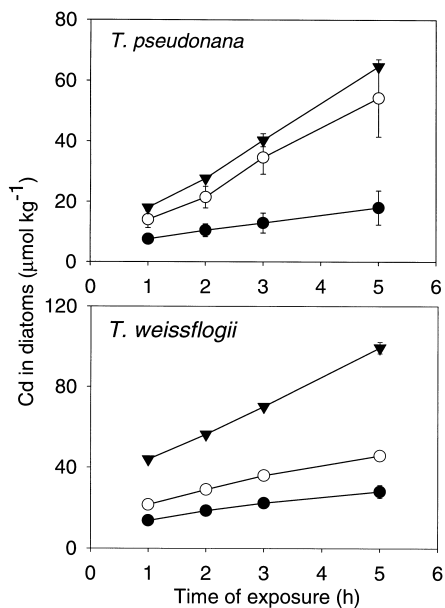 80
T. pseudonana
60
40
20
0
0 1 2 3 4 5 6
Cd in diatoms (μmol kg⁻¹)
120
T. weissflogii
80
40
0
0 1 2 3 4 5 6
Time of exposure (h)